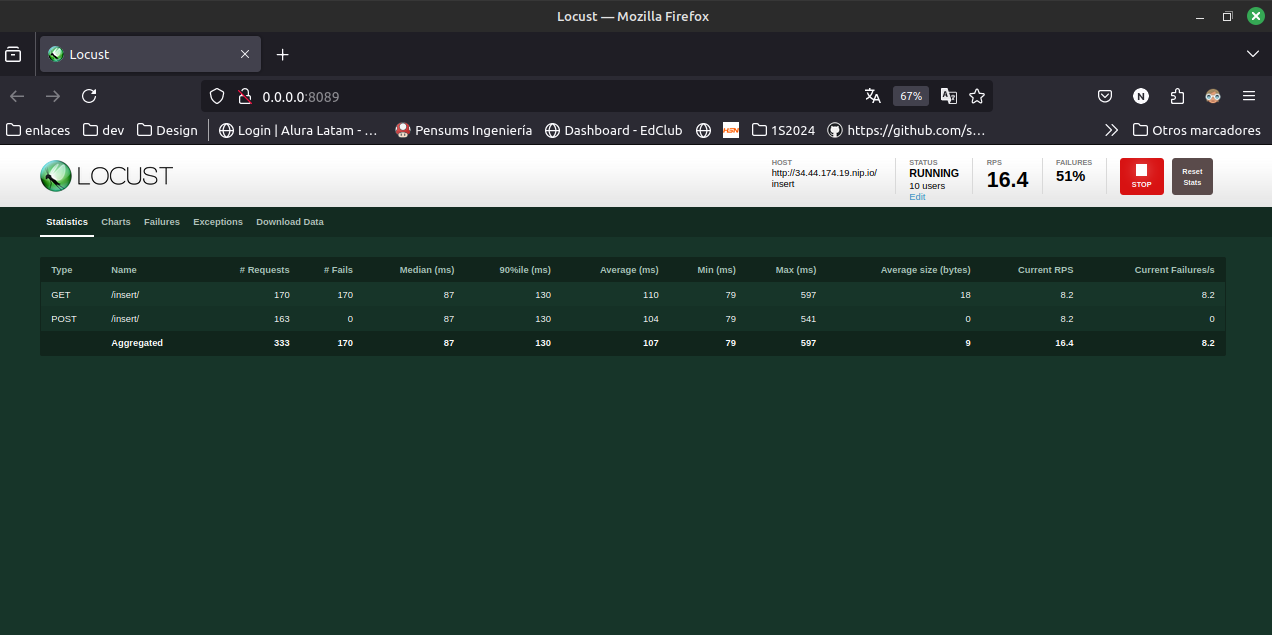 Locust — Mozilla Firefox
Locust
0.0.0.0:8089
67%
enlaces dev Design Login | Alura Latam - … Pensums Ingeniería Dashboard - EdClub HSN 1S2024 https://github.com/s… Otros marcadores
LOCUST
HOST
http://34.44.174.19.nip.io/
insert
STATUS
RUNNING
10 users
Edit
RPS
16.4
FAILURES
51%
STOP
Reset
Stats
Statistics Charts Failures Exceptions Download Data
Type Name # Requests # Fails Median (ms) 90%ile (ms) Average (ms) Min (ms) Max (ms) Average size (bytes) Current RPS Current Failures/s
GET /insert/ 170 170 87 130 110 79 597 18 8.2 8.2
POST /insert/ 163 0 87 130 104 79 541 0 8.2 0
Aggregated 333 170 87 130 107 79 597 9 16.4 8.2